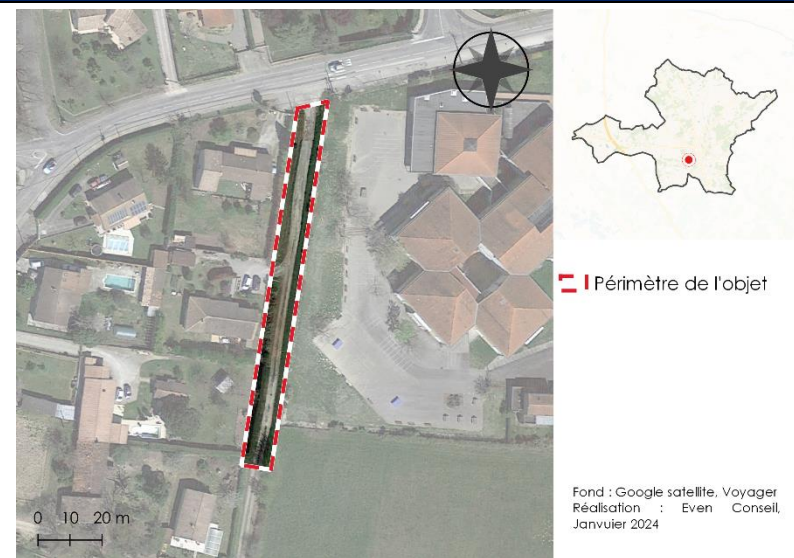 Périmètre de l'objet
0 10 20 m
Fond : Google satellite, Voyager
Réalisation : Even Conseil,
Janvuier 2024